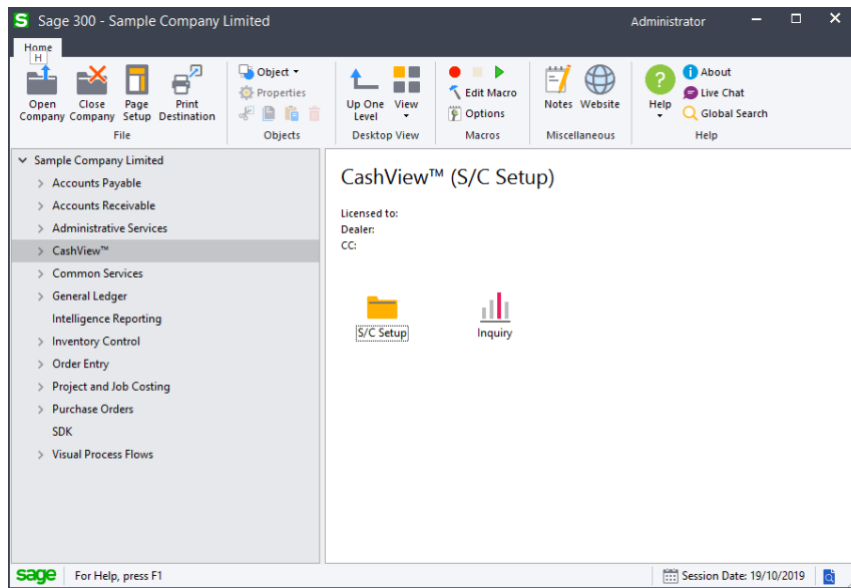 S Sage 300 - Sample Company Limited Administrator
Home
H
Open Company
Close Company
Page Setup
Print Destination
File
Object
Properties
Objects
Up One Level
View
Desktop View
Edit Macro
Options
Macros
Notes
Website
Miscellaneous
Help
About
Live Chat
Global Search
Help
Sample Company Limited
Accounts Payable
Accounts Receivable
Administrative Services
CashView™
Common Services
General Ledger
Intelligence Reporting
Inventory Control
Order Entry
Project and Job Costing
Purchase Orders
SDK
Visual Process Flows
CashView™ (S/C Setup)
Licensed to:
Dealer:
CC:
S/C Setup
Inquiry
sage For Help, press F1
Session Date: 19/10/2019